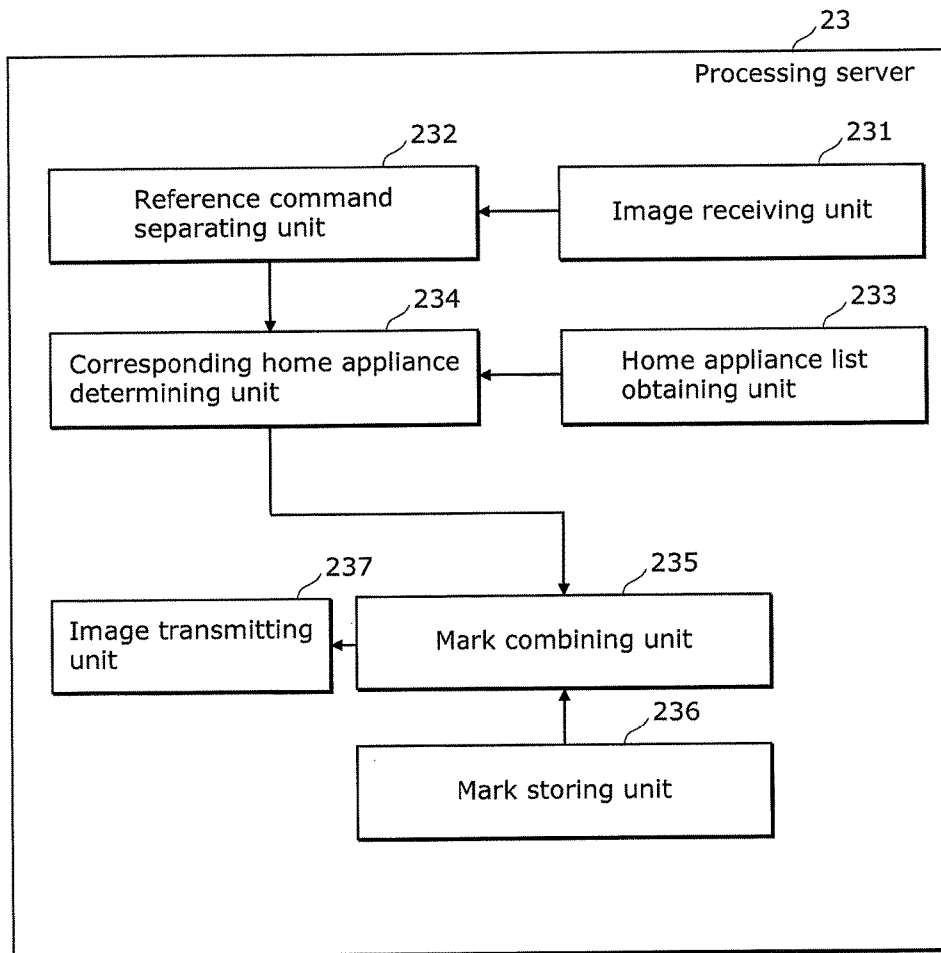 23
Processing server
232
Reference command
separating unit
231
Image receiving unit
234
Corresponding home appliance
determining unit
233
Home appliance list
obtaining unit
237
Image transmitting
unit
235
Mark combining unit
236
Mark storing unit